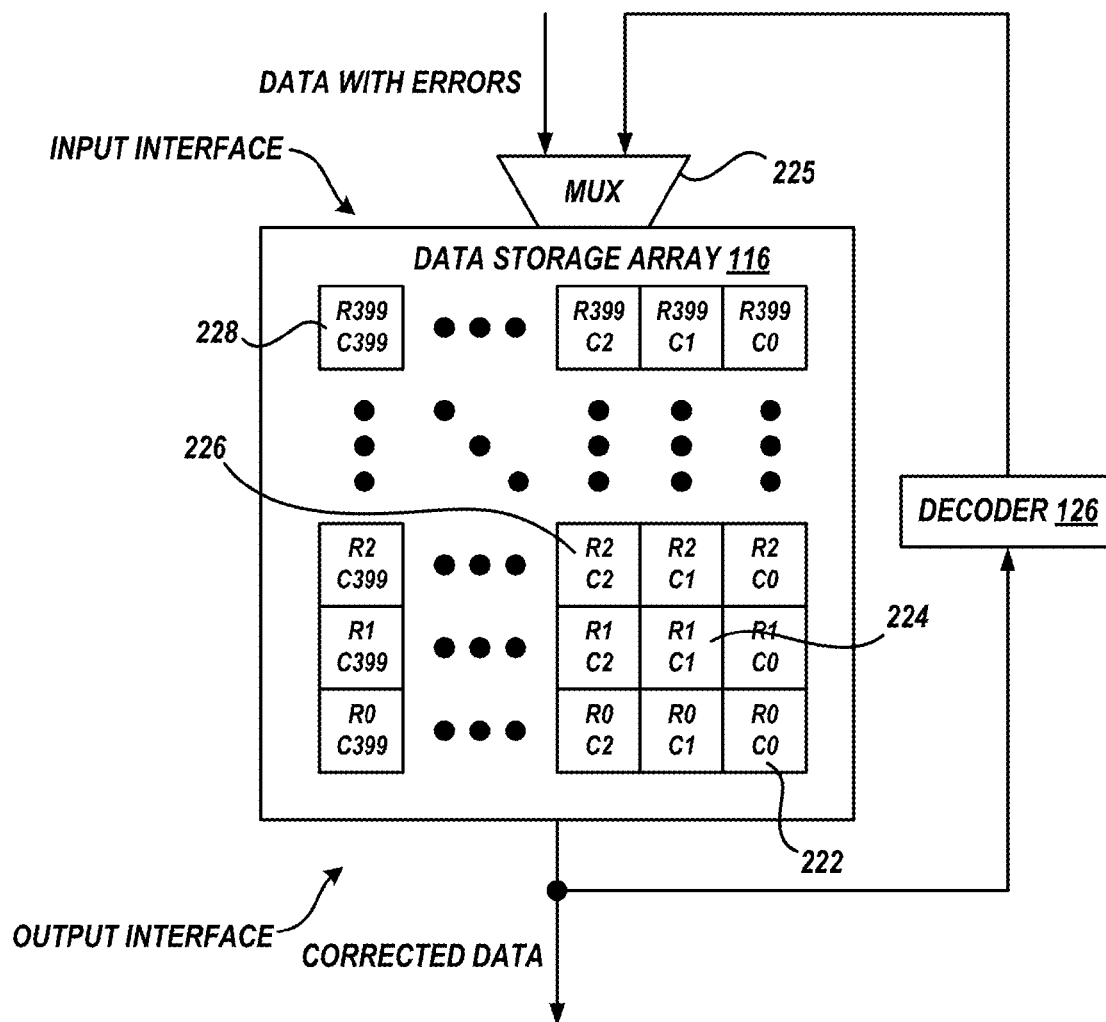 DATA WITH ERRORS
INPUT INTERFACE
MUX
225
DATA STORAGE ARRAY 116
228
R399 C399
R399 C2
R399 C1
R399 C0
226
DECODER 126
R2 C399
R2 C2
R2 C1
R2 C0
R1 C399
R1 C2
R1 C1
R1 C0
224
R0 C399
R0 C2
R0 C1
R0 C0
222
OUTPUT INTERFACE
CORRECTED DATA